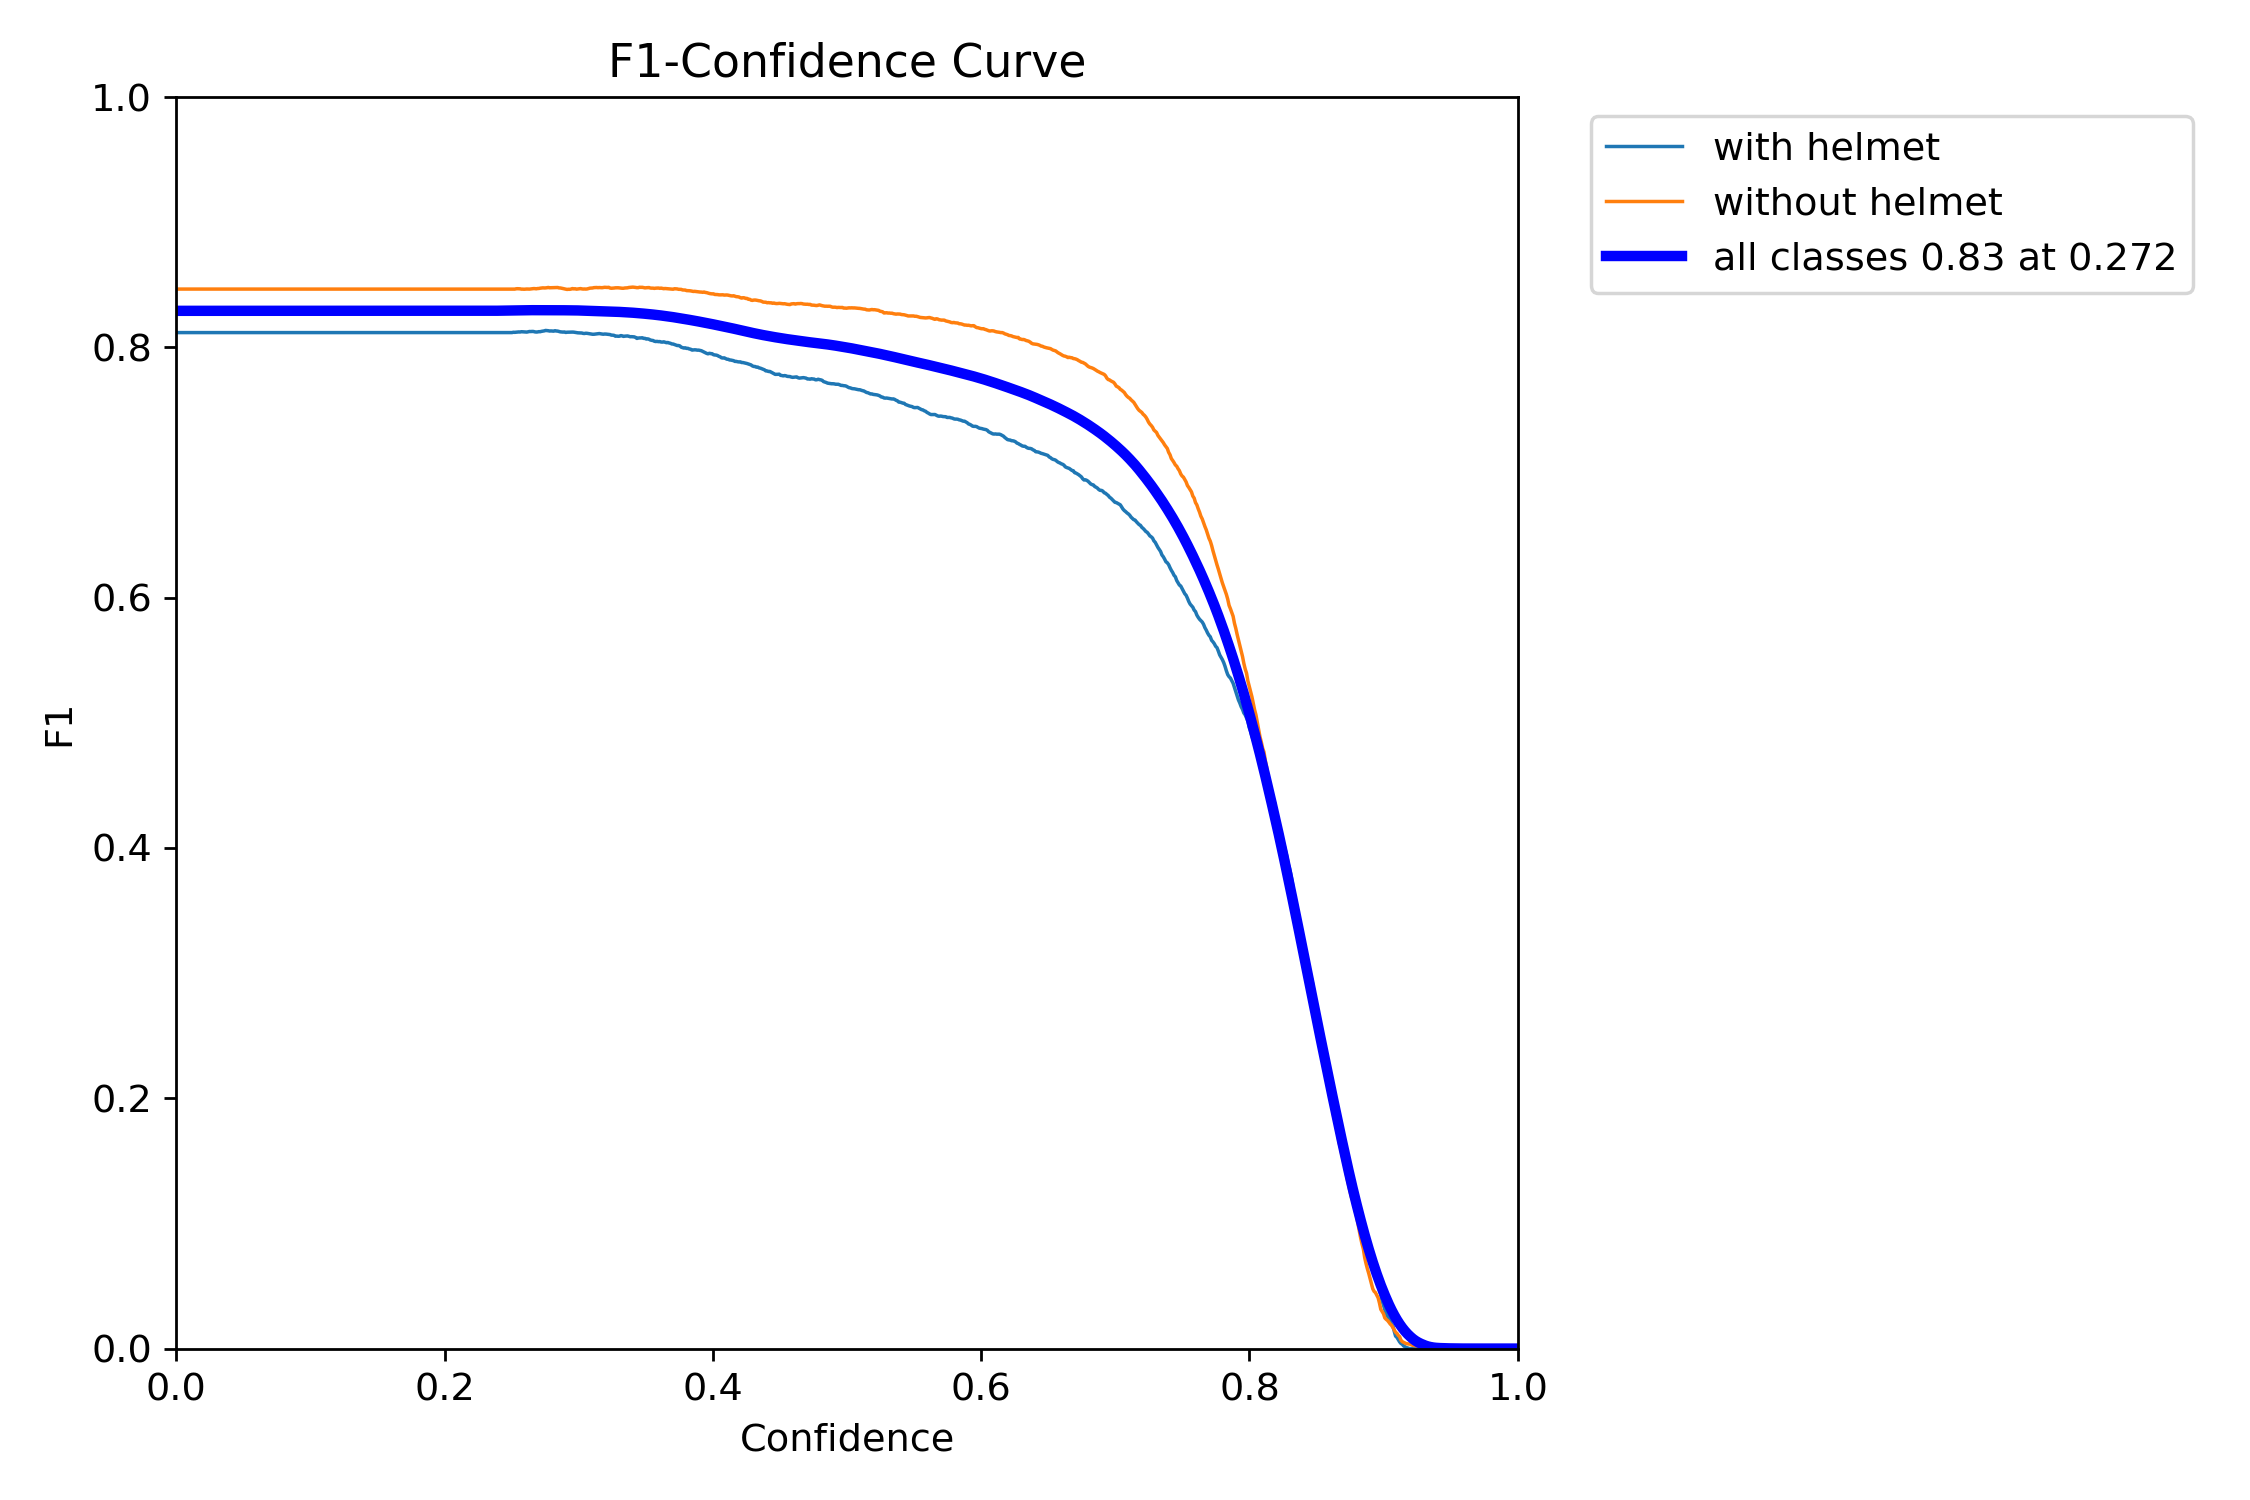 F1-Confidence Curve
1.0
0.8
0.6
0.4
0.2
0.0
F1
0.0 0.2 0.4 0.6 0.8 1.0
Confidence
with helmet
without helmet
all classes 0.83 at 0.272